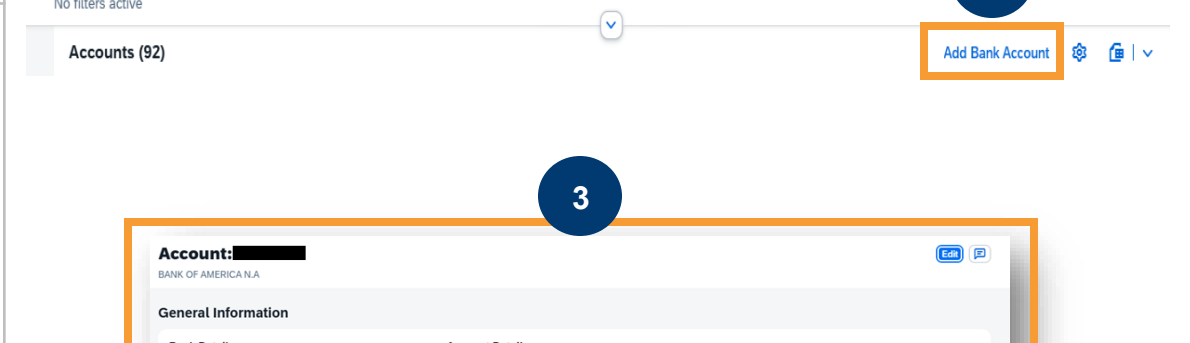 No filters active
Accounts (92)
Add Bank Account
3
Account:
Edit
BANK OF AMERICA N.A
General Information